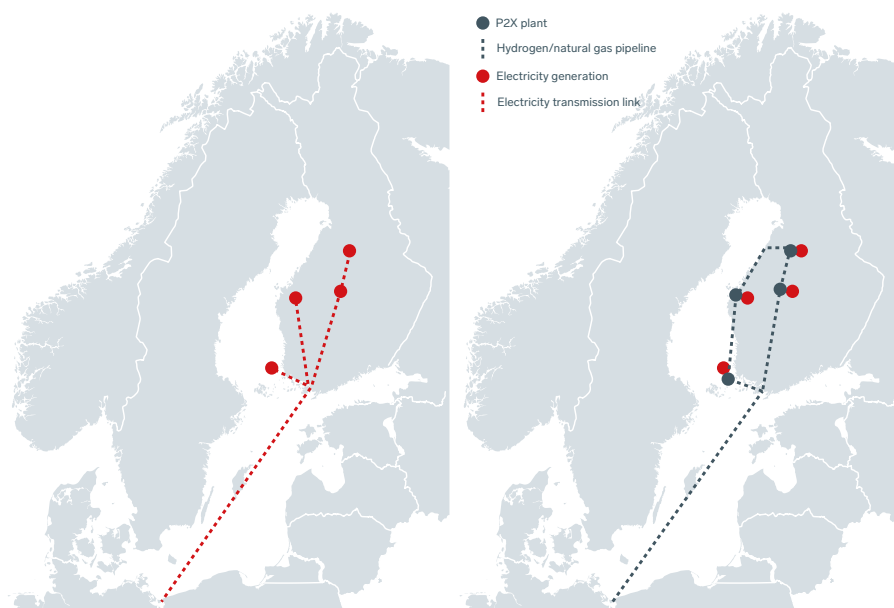 P2X plant
Hydrogen/natural gas pipeline
Electricity generation
Electricity transmission link